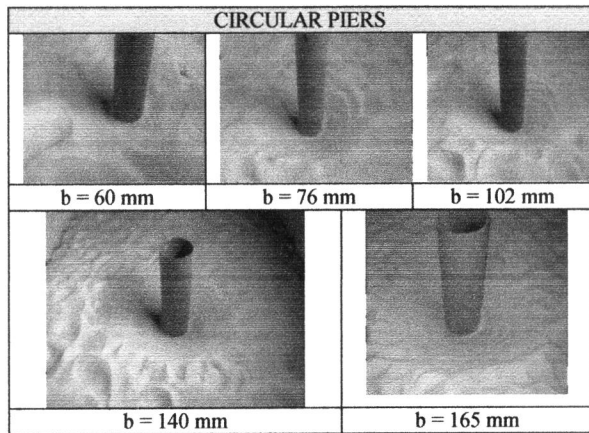 CIRCULAR PIERS
b = 60 mm
b = 76 mm
b = 102 mm
b = 140 mm
b = 165 mm